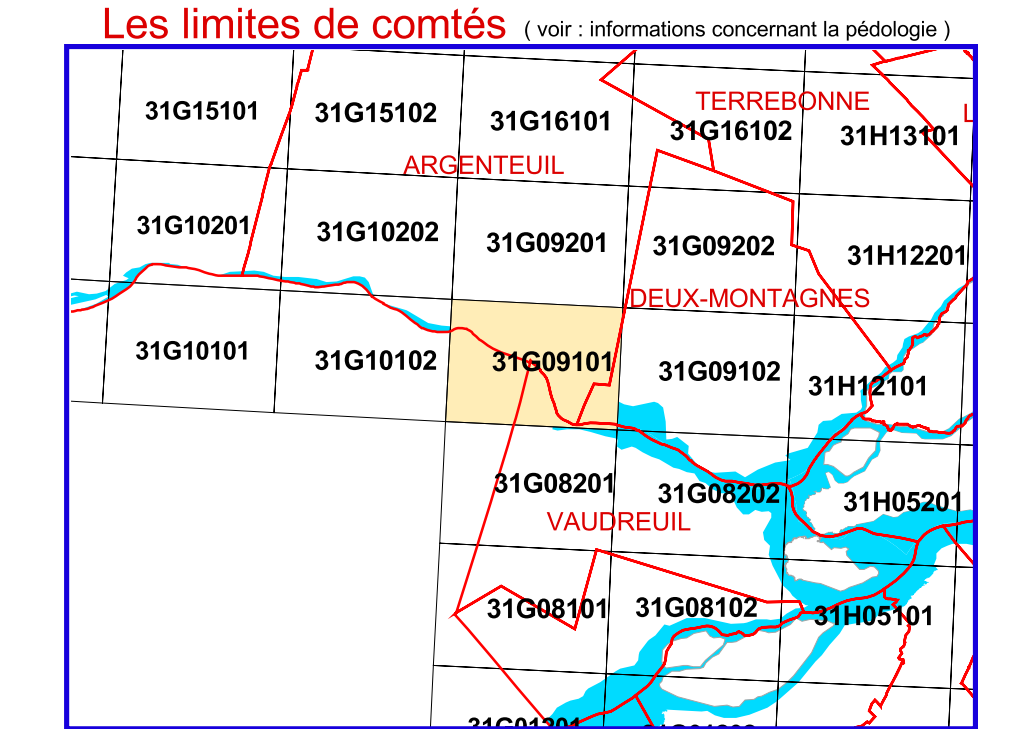 Les limites de comtés ( voir : informations concernant la pédologie )
TERREBONNE
31G15101 31G15102 31G16101 31G16102 31H13101
L
ARGENTEUIL
31G10201 31G10202 31G09201 31G09202 31H12201
DEUX-MONTAGNES
31G10101 31G10102 31G09101 31G09102 31H12101
31G08201 31G08202 31H05201
VAUDREUIL
31G08101 31G08102 31H05101
31G01201